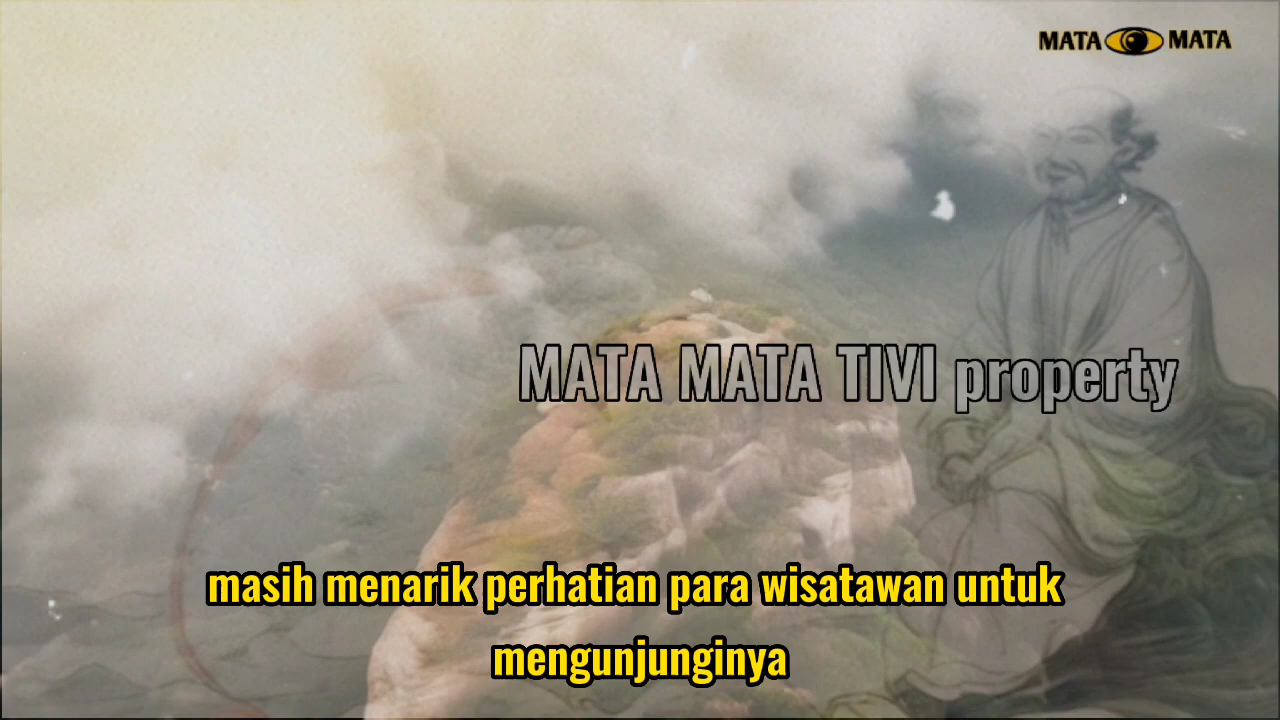 MATA MATA
MATA MATA TIVI property
masih menarik perhatian para wisatawan untuk
mengunjunginya